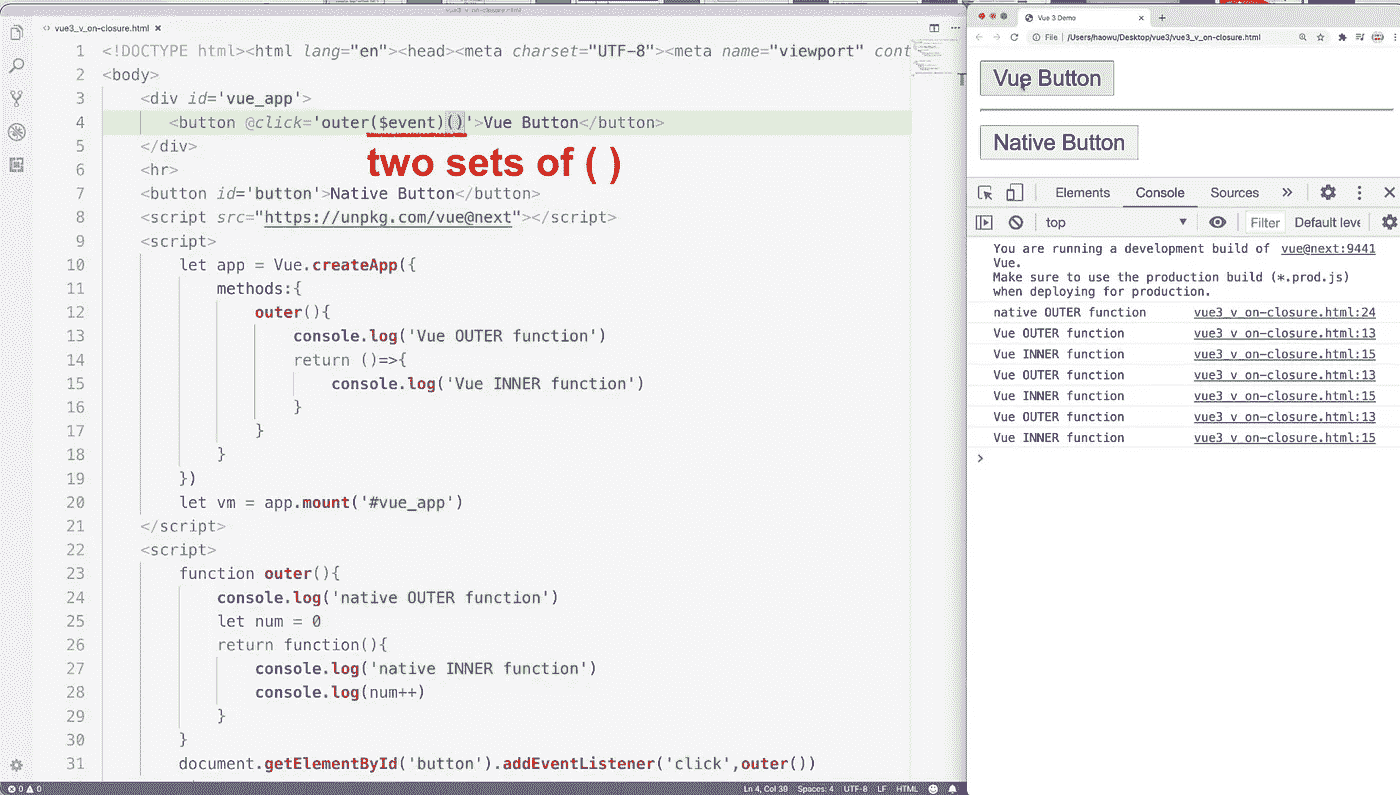 vue3_v_on-closure.html
vue3_v_on-closure.html
1 <!DOCTYPE html><html lang="en"><head><meta charset="UTF-8"><meta name="viewport" cont
2 <body>
3 <div id='vue_app'>
4 <button @click='outer($event)()'>Vue Button</button>
5 </div>
two sets of ( )
6 <hr>
7 <button id='button'>Native Button</button>
8 <script src="https://unpkg.com/vue@next"></script>
9 <script>
10 let app = Vue.createApp({
11 methods:{
12 outer(){
13 console.log('Vue OUTER function')
14 return ()=>{
15 console.log('Vue INNER function')
16 }
17 }
18 }
19 })
20 let vm = app.mount('#vue_app')
21 </script>
22 <script>
23 function outer(){
24 console.log('native OUTER function')
25 let num = 0
26 return function(){
27 console.log('native INNER function')
28 console.log(num++)
29 }
30 }
31 document.getElementById('button').addEventListener('click',outer())
0 0
Ln 4, Col 39 Spaces: 4 UTF-8 LF HTML
Vue 3 Demo
File /Users/haowu/Desktop/vue3/vue3_v_on-closure.html
Vue Button
Native Button
Elements Console Sources
top Filter Default leve
You are running a development build of vue@next:9441
Vue.
Make sure to use the production build (*.prod.js)
when deploying for production.
native OUTER function vue3_v_on-closure.html:24
Vue OUTER function vue3_v_on-closure.html:13
Vue INNER function vue3_v_on-closure.html:15
Vue OUTER function vue3_v_on-closure.html:13
Vue INNER function vue3_v_on-closure.html:15
Vue OUTER function vue3_v_on-closure.html:13
Vue INNER function vue3_v_on-closure.html:15